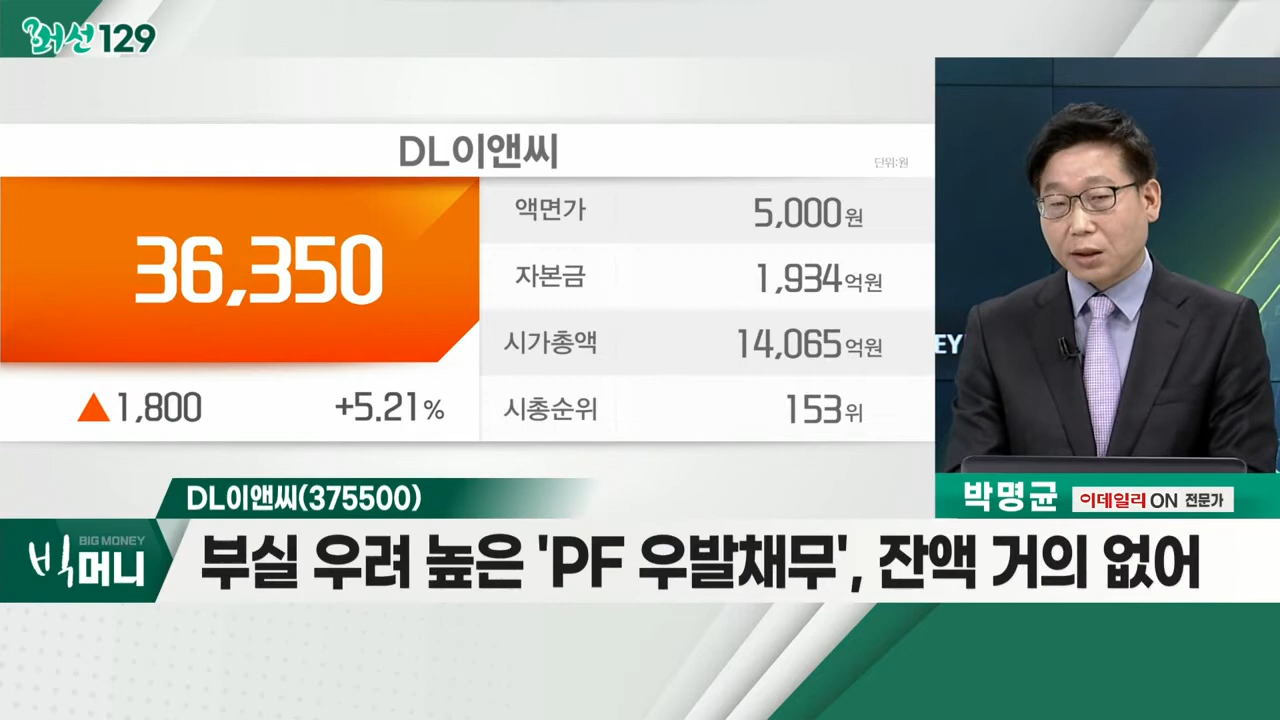 머선129
DL이앤씨
단위:원
36,350
▲1,800 +5.21%
액면가 5,000원
자본금 1,934억원
시가총액 14,065억원
시총순위 153위
EY
박명균 이데일리ON 전문가
DL이앤씨(375500)
BIG MONEY
빅머니
부실 우려 높은 'PF 우발채무', 잔액 거의 없어